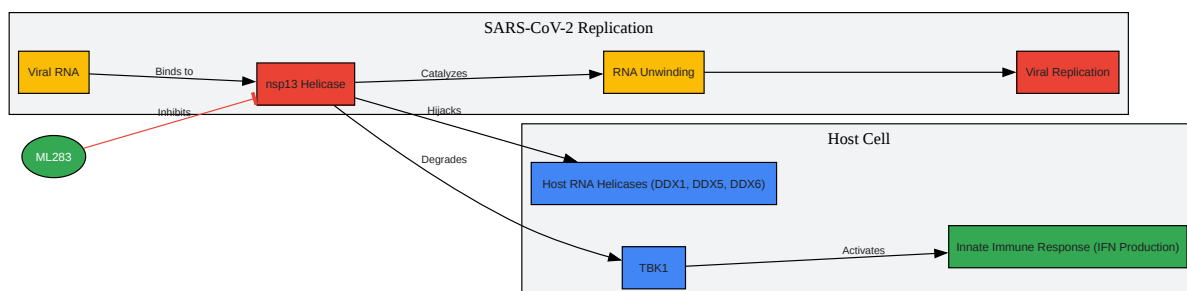 SARS-CoV-2 Replication
Viral RNA
Binds to
nsp13 Helicase
Catalyzes
RNA Unwinding
Viral Replication
Inhibits
ML283
Hijacks
Degrades
Host Cell
Host RNA Helicases (DDX1, DDX5, DDX6)
TBK1
Activates
Innate Immune Response (IFN Production)